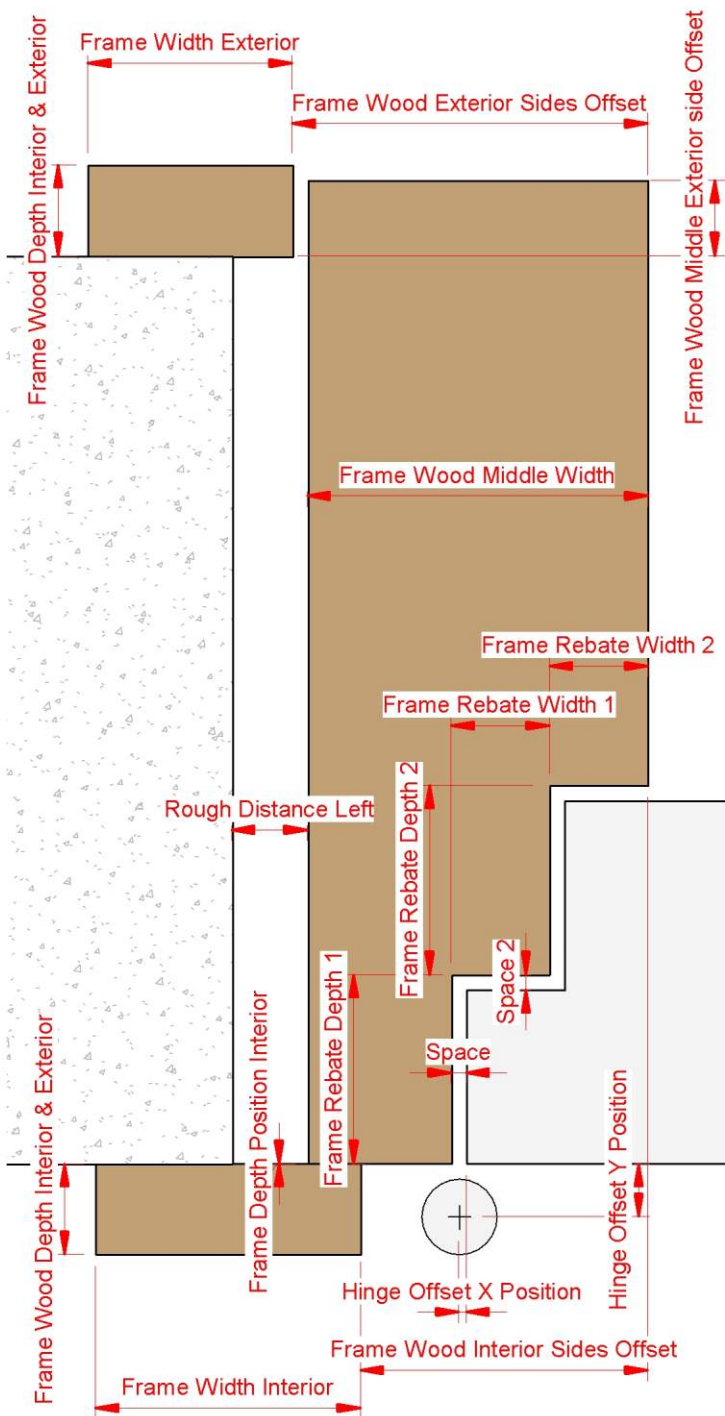 Frame Width Exterior
Frame Wood Exterior Sides Offset
Frame Wood Depth Interior & Exterior
Frame Wood Middle Exterior side Offset
Frame Wood Middle Width
Frame Rebate Width 2
Frame Rebate Width 1
Rough Distance Left
Frame Rebate Depth 2
Space 2
Frame Rebate Depth 1
Space
Frame Depth Position Interior
Frame Wood Depth Interior & Exterior
Hinge Offset Y Position
Hinge Offset X Position
Frame Wood Interior Sides Offset
Frame Width Interior